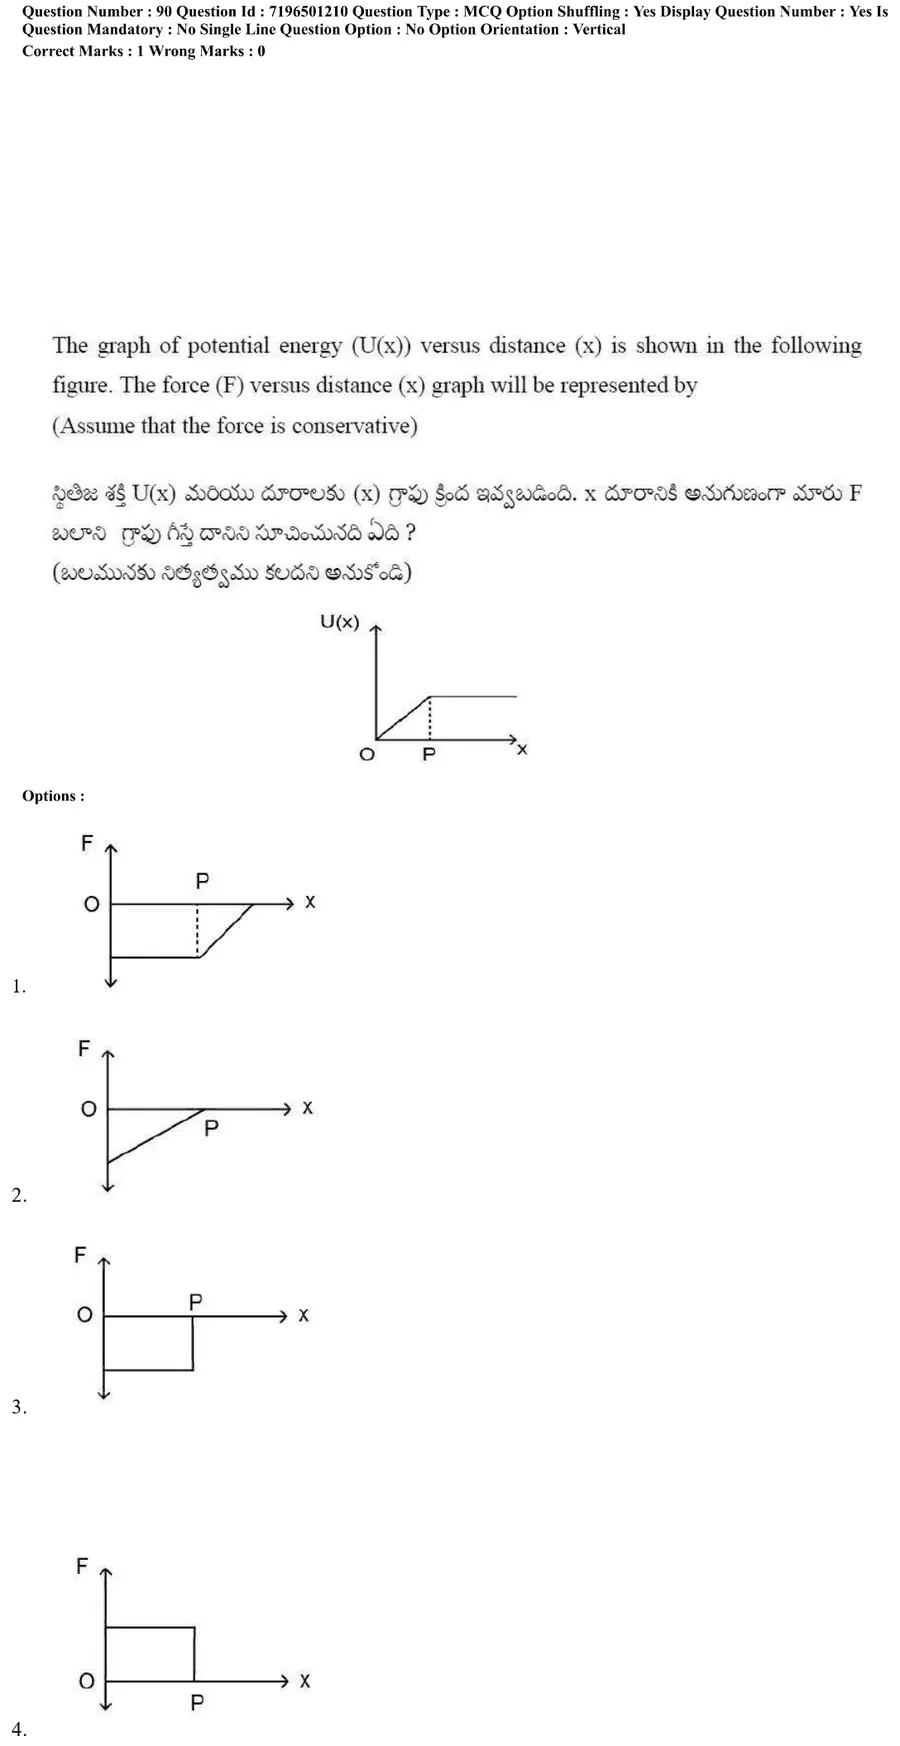 Question Number : 90 Question Id : 7196501210 Question Type : MCQ Option Shuffling : Yes Display Question Number : Yes Is
Question Mandatory : No Single Line Question Option : No Option Orientation : Vertical
Correct Marks : 1 Wrong Marks : 0
The graph of potential energy (U(x)) versus distance (x) is shown in the following
figure. The force (F) versus distance (x) graph will be represented by
(Assume that the force is conservative)
స్థితిజ శక్తి U(x) మరియు దూరాలకు (x) గ్రాఫు క్రింద ఇవ్వబడింది. x దూరానికి అనుగుణంగా మారు F
బలాని గ్రాఫు గీస్తే దానిని సూచించునది ఏది ?
(బలమునకు నిత్యత్వము కలదని అనుకోండి)
U(x)
O P x
Options :
F
P
O x
1.
F
O x
P
2.
F
P
O x
3.
F
O x
P
4.